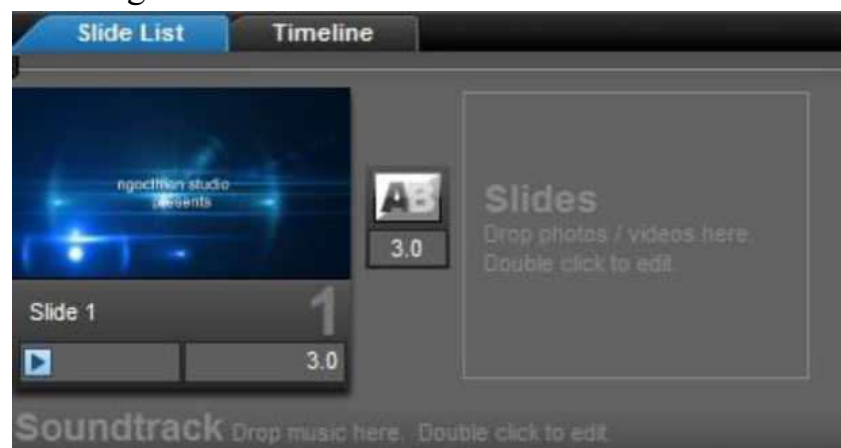 Slide List
Timeline
ngocthien studio
presents
AB
3.0
Slides
Drop photos / videos here.
Double click to edit.
Slide 1
1
3.0
Soundtrack Drop music here. Double click to edit.